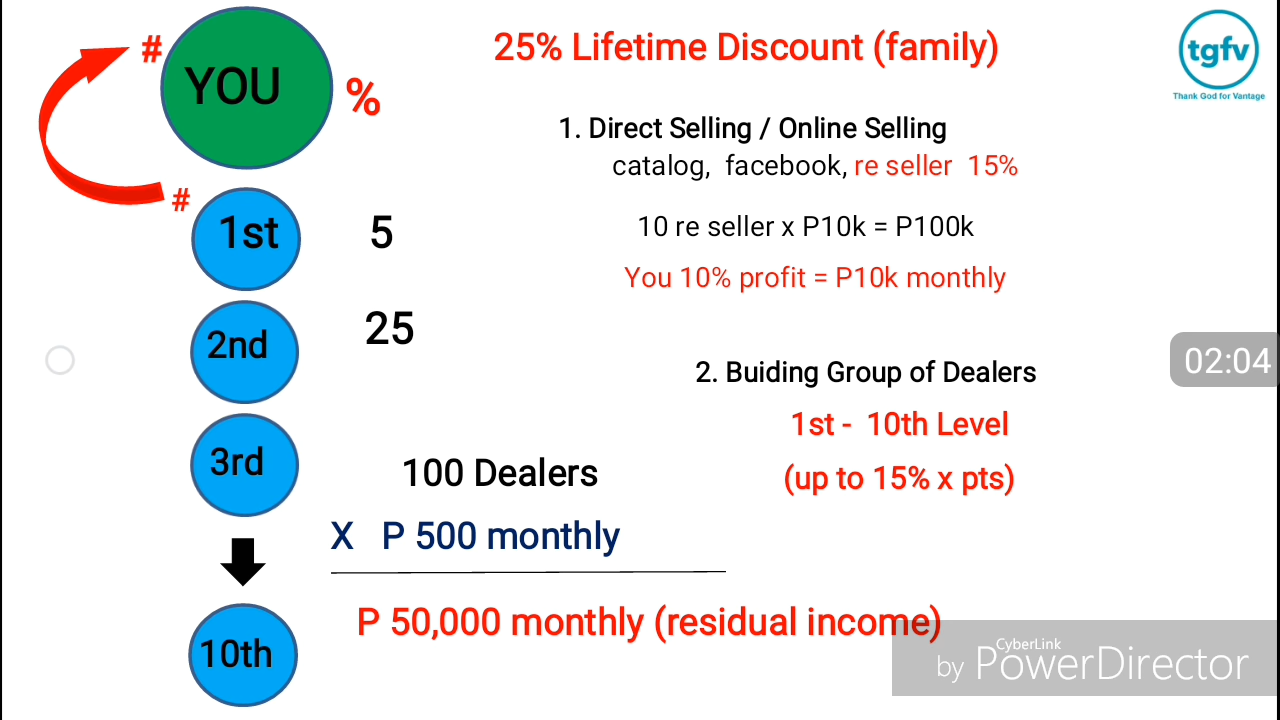 25% Lifetime Discount (family)
tgfv
Thank God for Vantage
#
YOU
%
1. Direct Selling / Online Selling
catalog, facebook, re seller 15%
#
1st
5
10 re seller x P10k = P100k
You 10% profit = P10k monthly
2nd
25
02:04
2. Buiding Group of Dealers
1st - 10th Level
(up to 15% x pts)
3rd
100 Dealers
X P 500 monthly
P 50,000 monthly (residual income)
10th
CyberLink
by PowerDirector